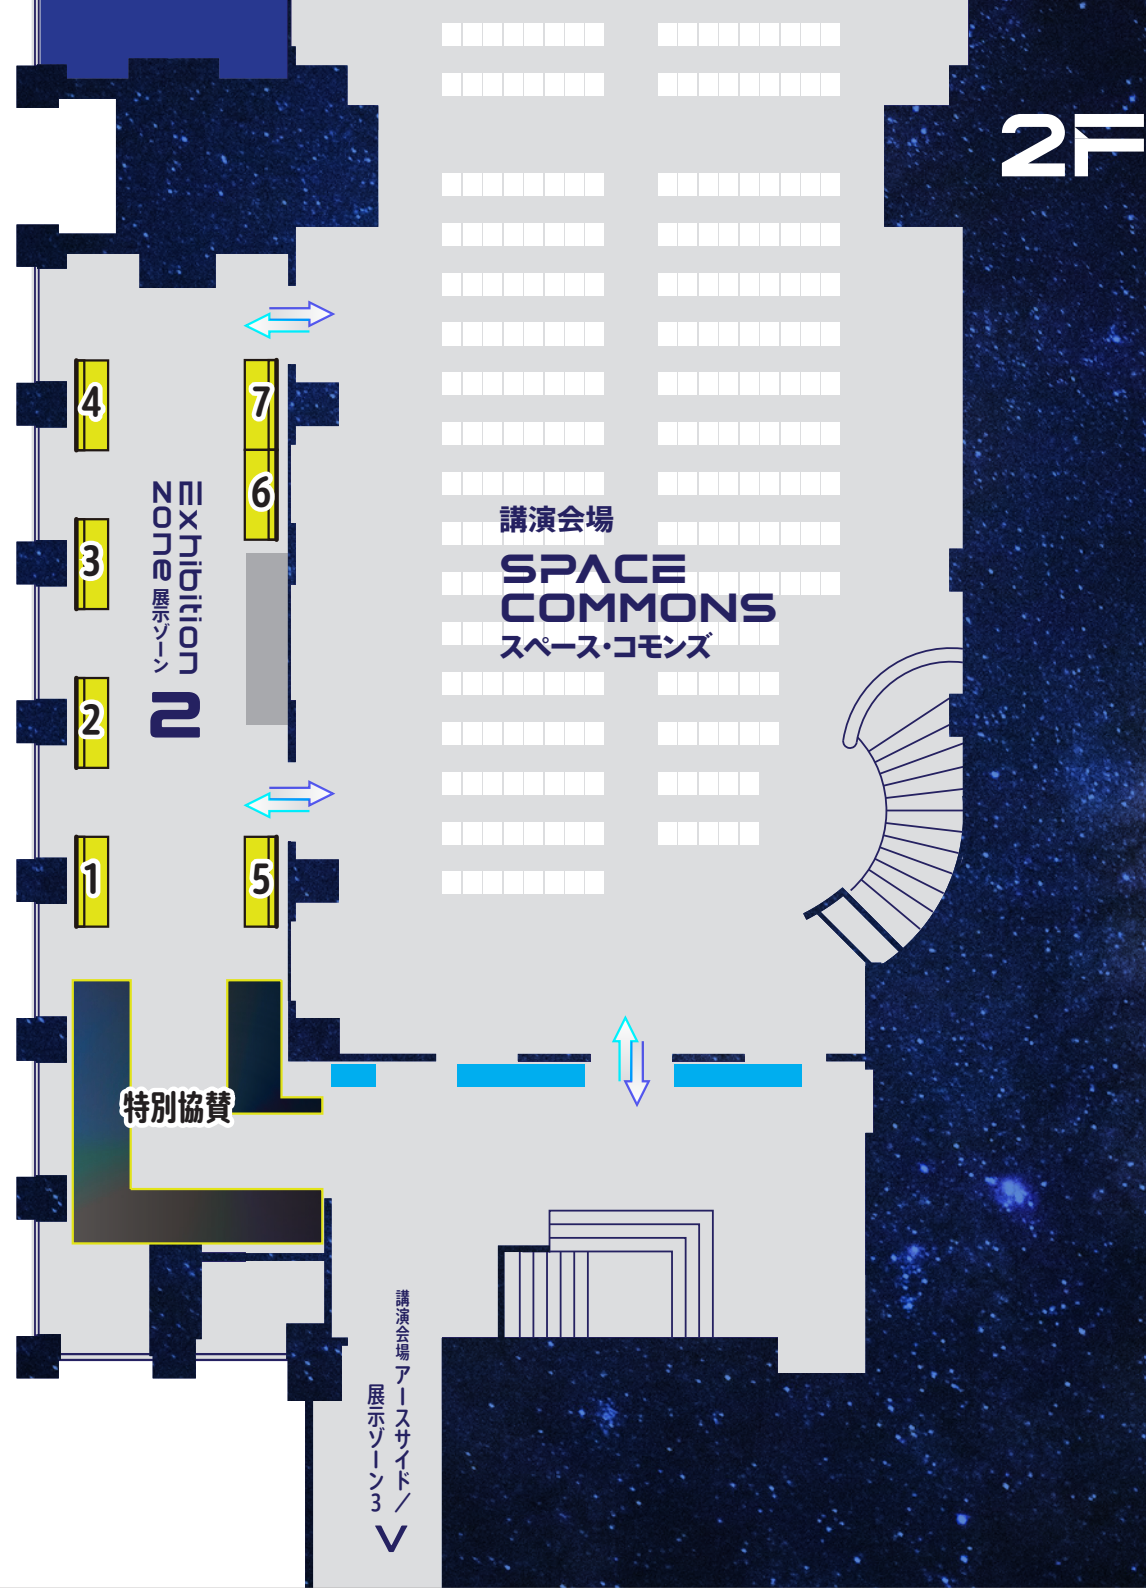 2F
4
7
6
3
2
1
5
Exhibition
zone 展示ゾーン
2
講演会場
SPACE
COMMONS
スペース・コモンズ
特別協賛
講演会場 アースサイド／
展示ゾーン3